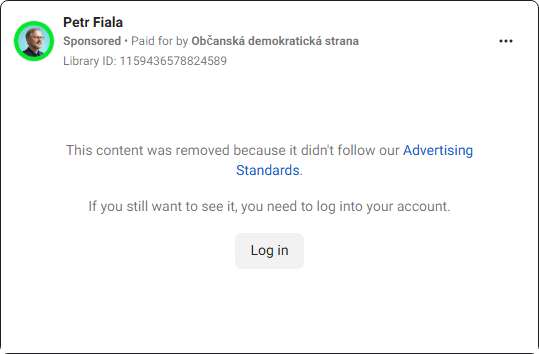 Petr Fiala
Sponsored • Paid for by Občanská demokratická strana
Library ID: 1159436578824589
This content was removed because it didn't follow our Advertising
Standards.
If you still want to see it, you need to log into your account.
Log in